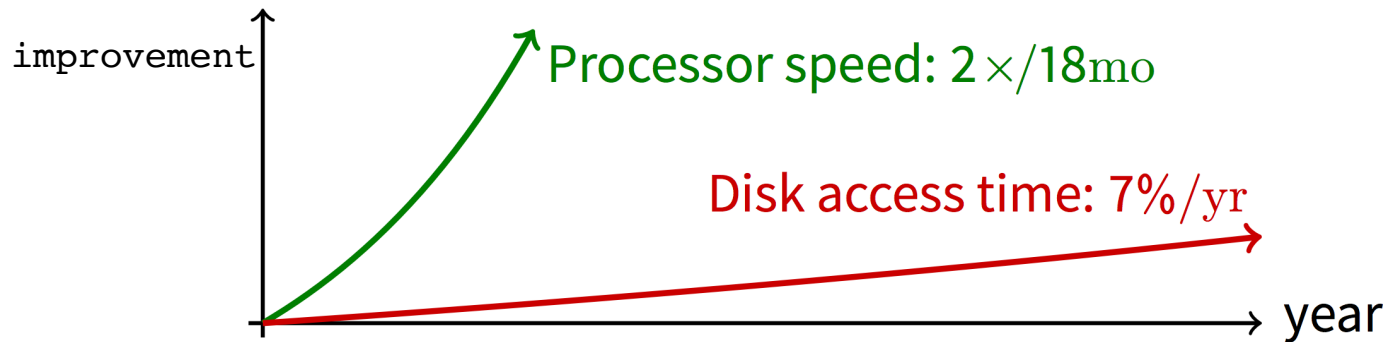 improvement
Processor speed: 2×/18mo
Disk access time: 7%/yr
year